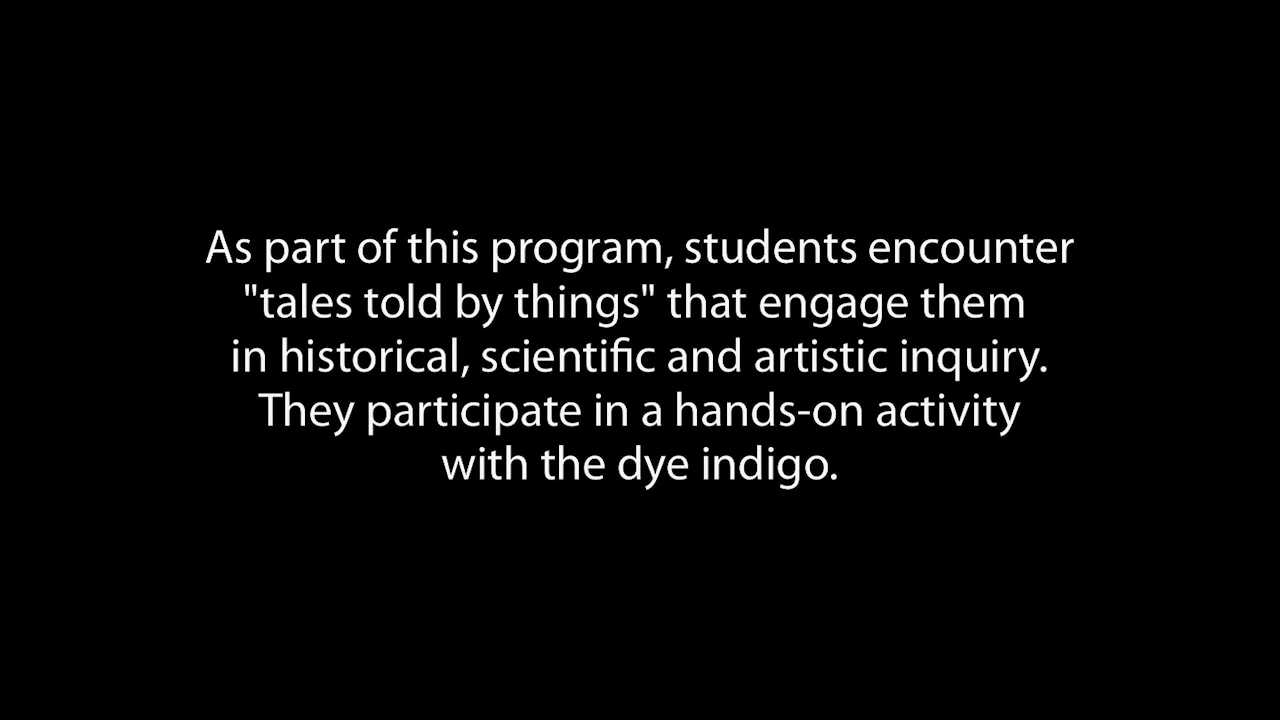 As part of this program, students encounter
"tales told by things" that engage them
in historical, scientific and artistic inquiry.
They participate in a hands-on activity
with the dye indigo.